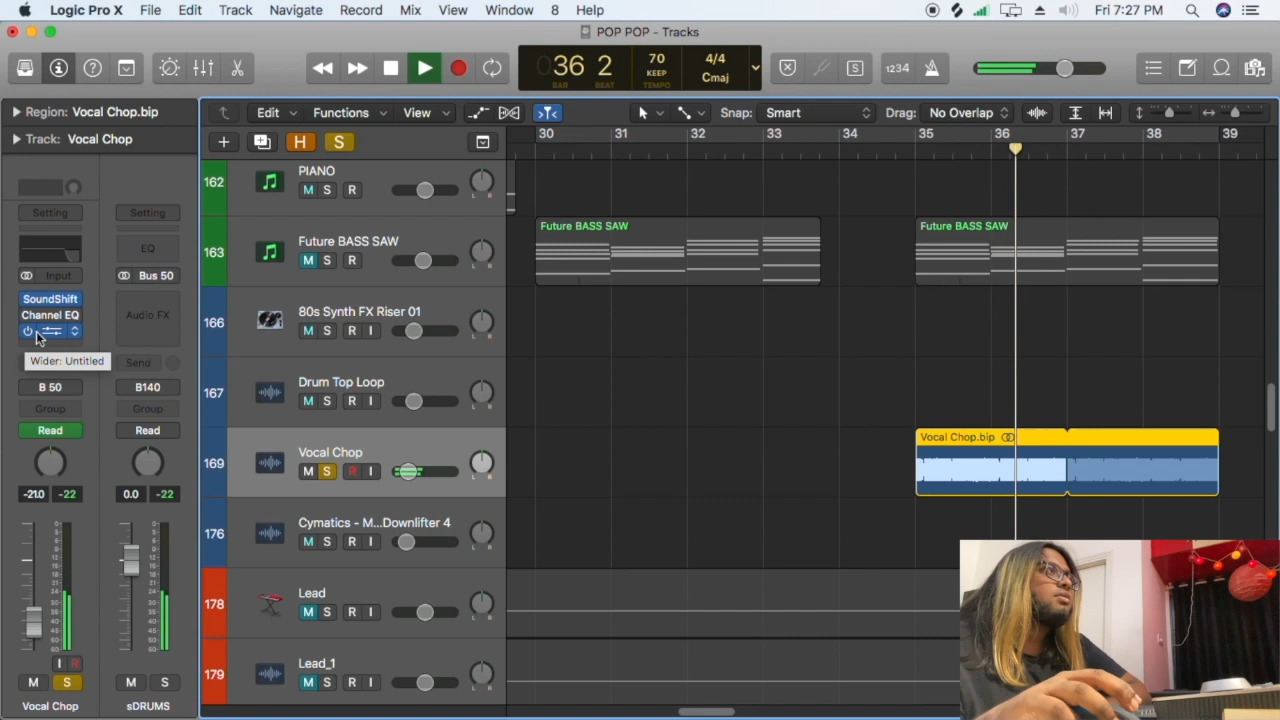 Logic Pro X File Edit Track Navigate Record Mix View Window 8 Help Fri 7:27 PM
POP POP - Tracks
36 2 70 4/4
BAR BEAT KEEP TEMPO Cmaj
1234
Region: Vocal Chop.bip
Track: Vocal Chop
Edit Functions View Snap: Smart Drag: No Overlap
H S
30 31 32 33 34 35 36 37 38 39
Setting Setting
EQ
Input Bus 50
SoundShift
Channel EQ Audio FX
Wider: Untitled
Send
B 50 B140
Group Group
Read Read
-21.0 -22 0.0 -22
I R
M S M S
Vocal Chop sDRUMS
162 PIANO
M S R
L R
163 Future BASS SAW
M S R
L R
Future BASS SAW Future BASS SAW
166 80s Synth FX Riser 01
M S R I
L R
167 Drum Top Loop
M S R I
L R
169 Vocal Chop
M S R I
L R
Vocal Chop.bip
176 Cymatics - M...Downlifter 4
M S R I
L R
178 Lead
M S R I
L R
179 Lead_1
M S R I
L R